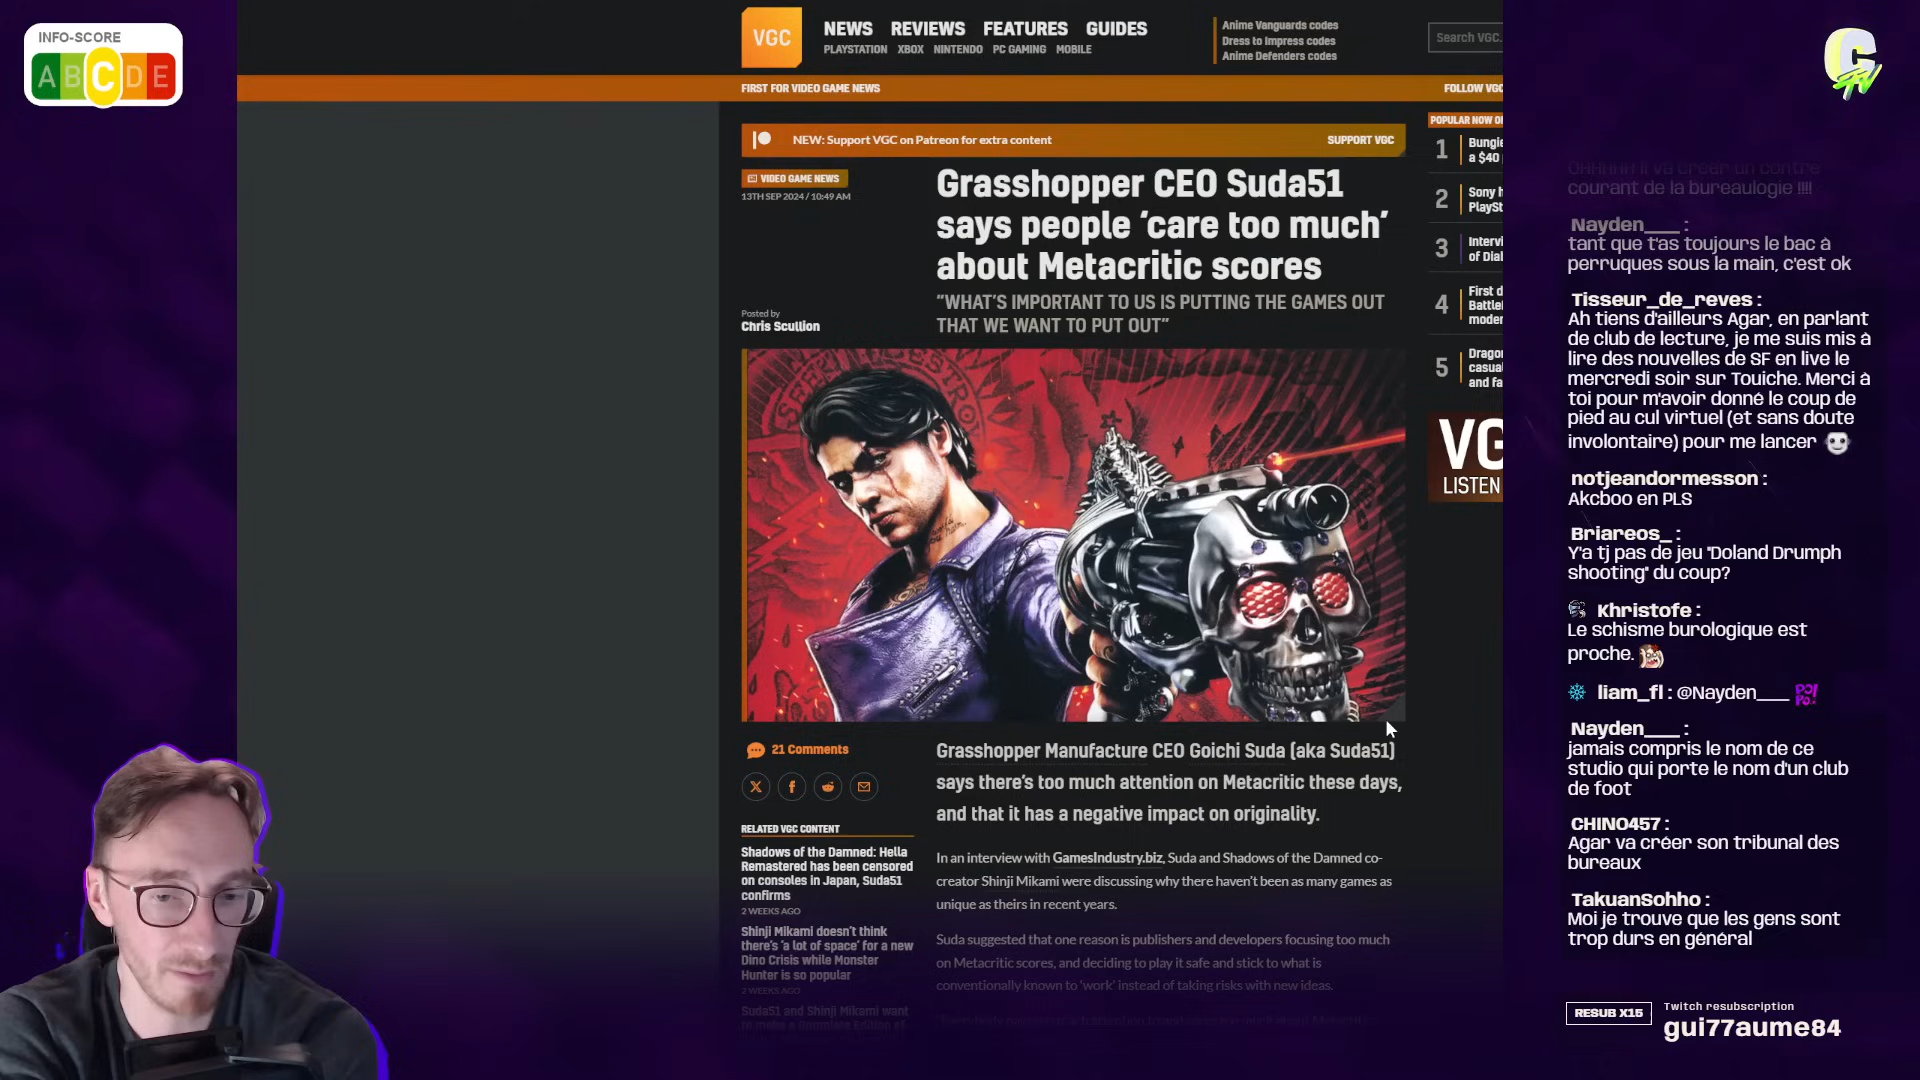 INFO-SCORE
A B C D E
VGC
NEWS REVIEWS FEATURES GUIDES
PLAYSTATION XBOX NINTENDO PC GAMING MOBILE
Anime Vanguards codes
Dress to Impress codes
Anime Defenders codes
Search VGC.
FIRST FOR VIDEO GAME NEWS
FOLLOW VGC
NEW: Support VGC on Patreon for extra content
SUPPORT VGC
VIDEO GAME NEWS
13TH SEP 2024 / 10:49 AM
Grasshopper CEO Suda51
says people ‘care too much’
about Metacritic scores
"WHAT'S IMPORTANT TO US IS PUTTING THE GAMES OUT
THAT WE WANT TO PUT OUT"
Posted by
Chris Scullion
POPULAR NOW
1 Bungie
a $40
2 Sony
3
of
4 First
5
casual
VG
LISTEN
21 Comments
RELATED VGC CONTENT
Shadows of the Damned: Hella
Remastered has been censored
on consoles in Japan, Suda51
confirms
2 WEEKS AGO
Shinji Mikami doesn't think
there's 'a lot of space' for a new
Dino Crisis while Monster
Hunter is so popular
2 WEEKS AGO
Suda51 and Shinji Mikami want
Grasshopper Manufacture CEO Goichi Suda (aka Suda51)
says there's too much attention on Metacritic these days,
and that it has a negative impact on originality.
In an interview with GamesIndustry.biz, Suda and Shadows of the Damned co-
creator Shinji Mikami were discussing why there haven't been as many games as
unique as theirs in recent years.
Suda suggested that one reason is publishers and developers focusing too much
on Metacritic scores, and deciding to play it safe and stick to what is
conventionally known to 'work' instead of taking risks with new ideas.
courant de la bureaulogie !!!!
Nayden___ :
tant que t'as toujours le bac à
perruques sous la main, c'est ok
Tisseur_de_reves :
Ah tiens d'ailleurs Agar, en parlant
de club de lecture, je me suis mis à
lire des nouvelles de SF en live le
mercredi soir sur Touiche. Merci à
toi pour m'avoir donné le coup de
pied au cul virtuel (et sans doute
involontaire) pour me lancer
notjeandormesson :
Akcboo en PLS
Briareos_ :
Y'a tj pas de jeu "Doland Drumph
shooting" du coup?
Khristofe :
Le schisme burologique est
proche.
liam_fl : @Nayden___
Nayden___ :
jamais compris le nom de ce
studio qui porte le nom d'un club
de foot
CHINO457 :
Agar va créer son tribunal des
bureaux
TakuanSohho :
Moi je trouve que les gens sont
trop durs en général
RESUB X15
Twitch resubscription
gui77aume84